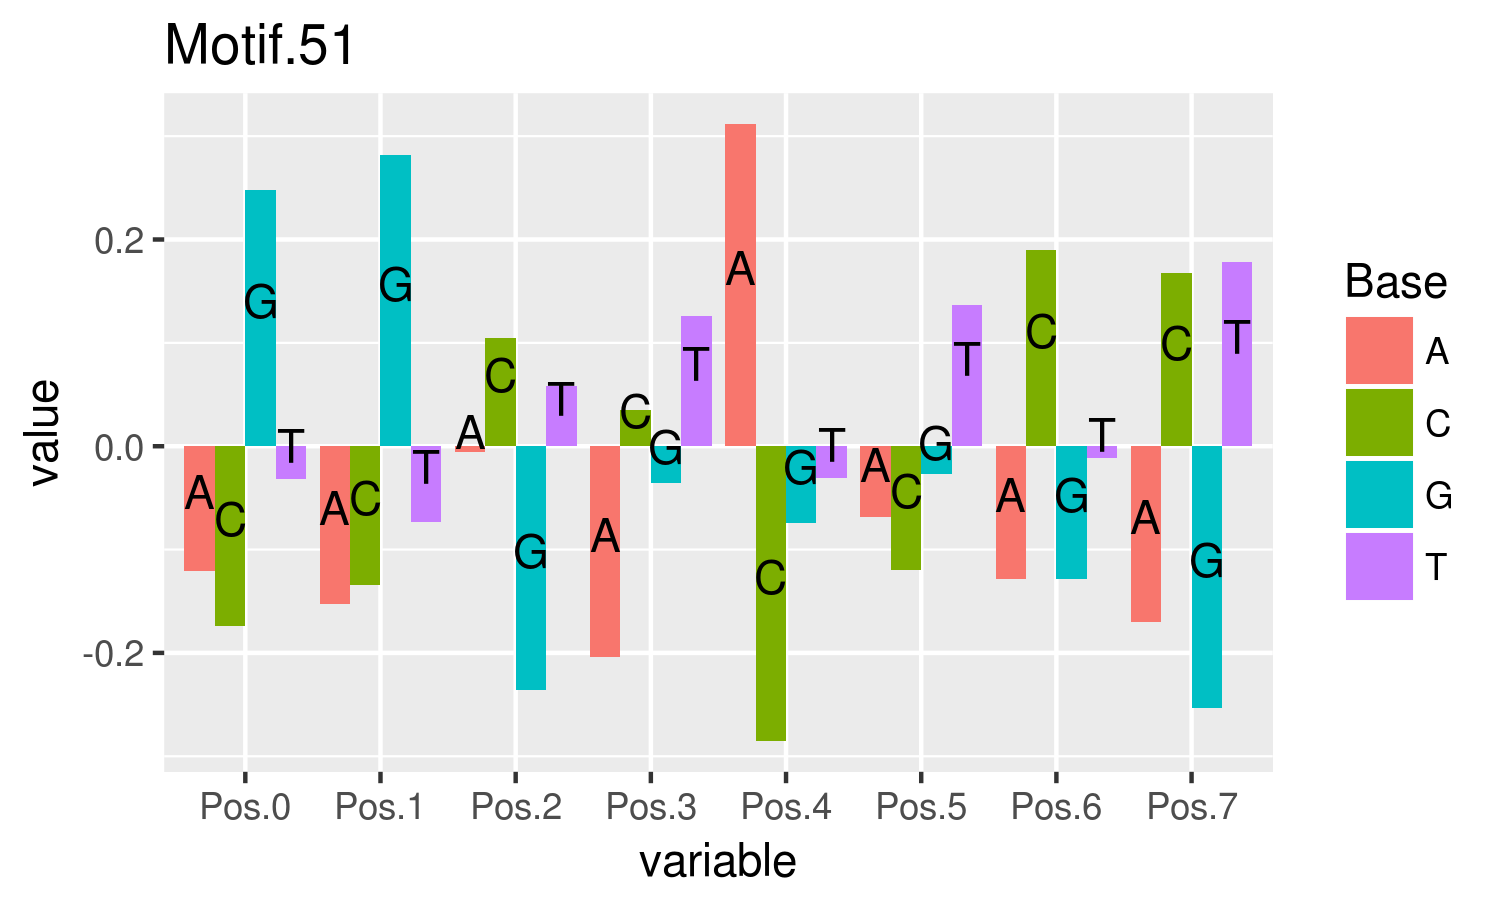 Motif.51
value
0.2
0.0
-0.2
A C G T
A C G T
A C G T
A C G T
A C G T
A C G T
A C G T
A C G T
Pos.0 Pos.1 Pos.2 Pos.3 Pos.4 Pos.5 Pos.6 Pos.7
variable
Base
A
C
G
T